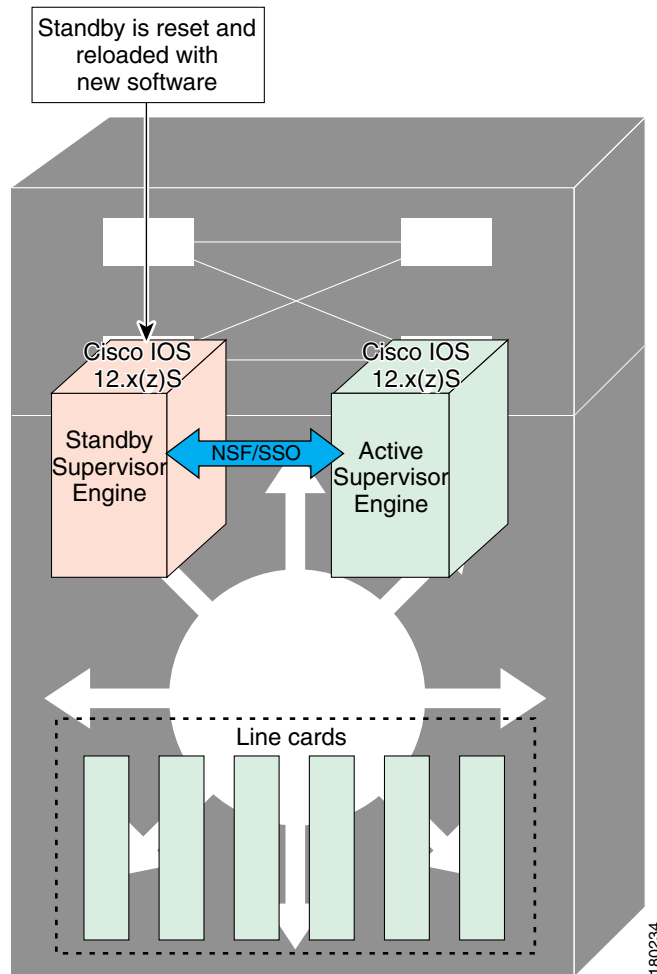 Standby is reset and
reloaded with
new software
Cisco IOS
12.x(z)S
Cisco IOS
12.x(z)S
Standby
Supervisor
Engine
NSF/SSO
Active
Supervisor
Engine
Line cards
180234